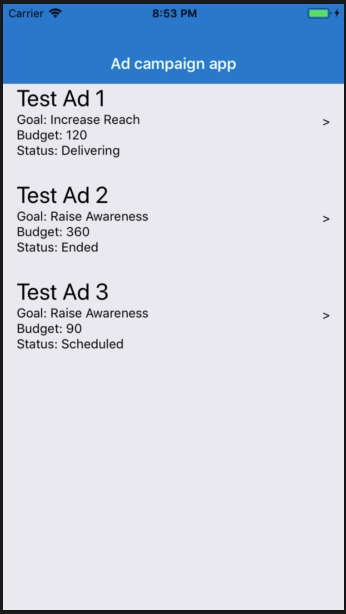 Carrier 8:53 PM
Ad campaign app
Test Ad 1
Goal: Increase Reach
>
Budget: 120
Status: Delivering
Test Ad 2
Goal: Raise Awareness
>
Budget: 360
Status: Ended
Test Ad 3
Goal: Raise Awareness
>
Budget: 90
Status: Scheduled